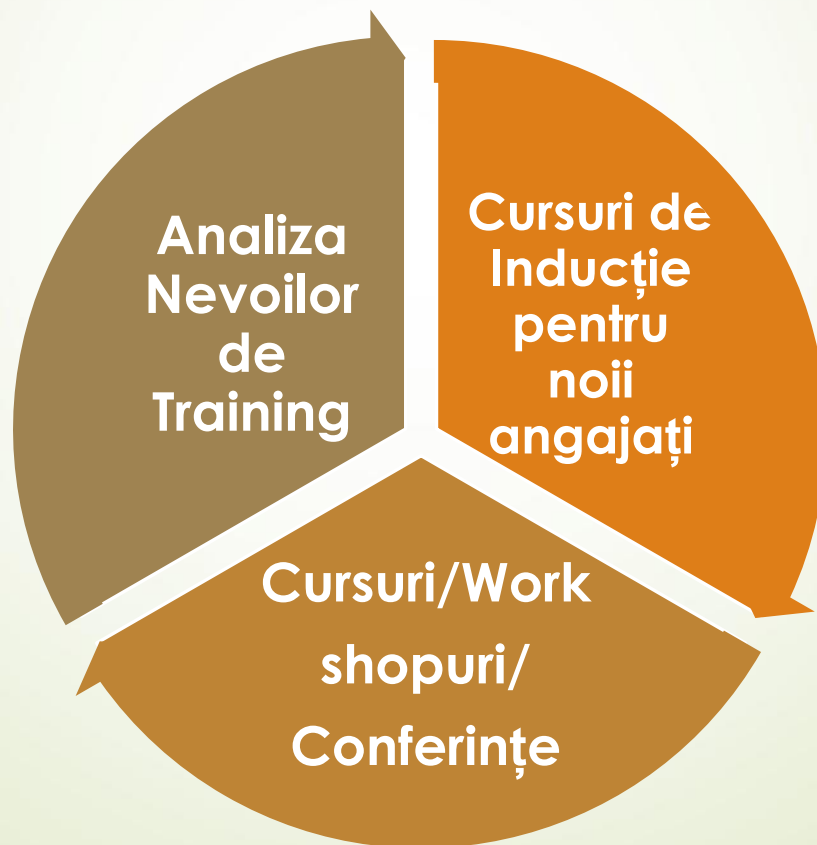 Analiza
Nevoilor
de
Training
Cursuri de
Inducție
pentru
noii
angajați
Cursuri/Work
shopuri/
Conferințe